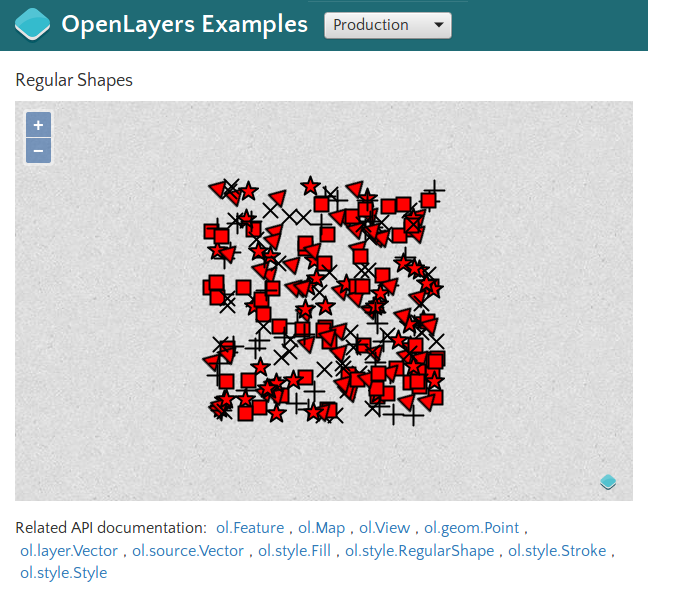 OpenLayers Examples
Production
Regular Shapes
+
−
Related API documentation: ol.Feature , ol.Map , ol.View , ol.geom.Point ,
ol.layer.Vector , ol.source.Vector , ol.style.Fill , ol.style.RegularShape , ol.style.Stroke ,
ol.style.Style